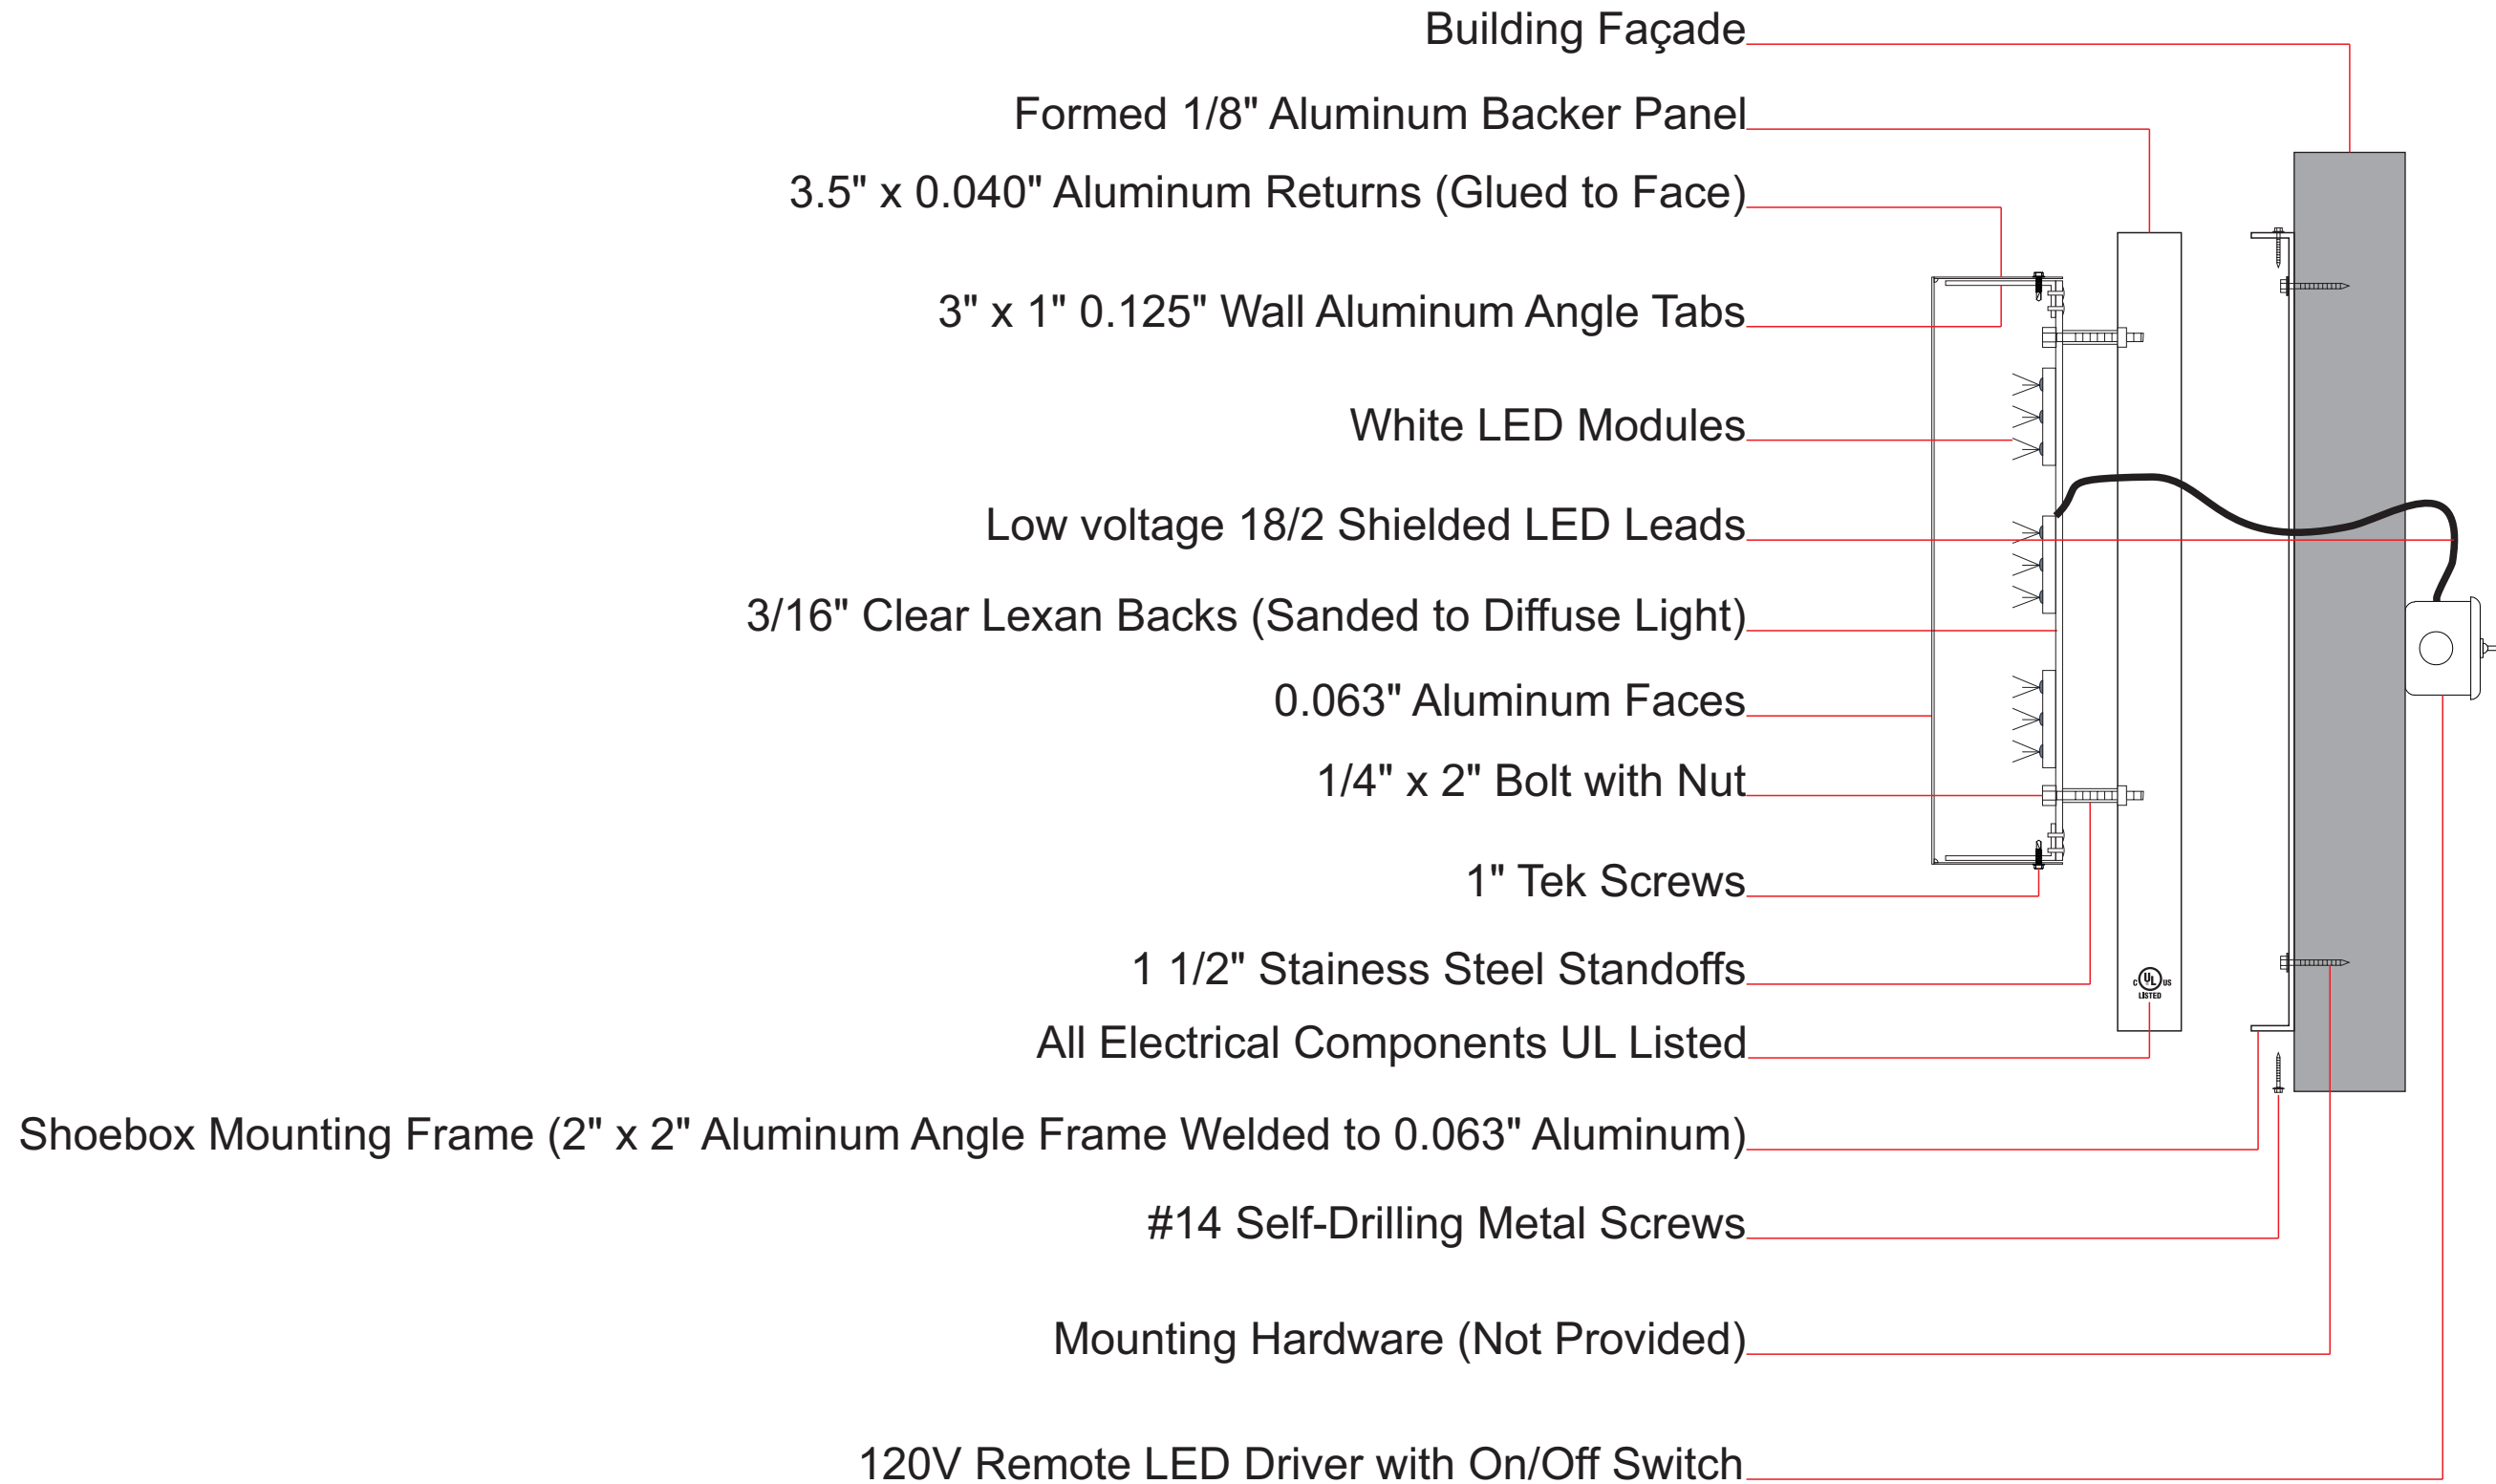 Building Façade
Formed 1/8" Aluminum Backer Panel
3.5" x 0.040" Aluminum Returns (Glued to Face)
3" x 1" 0.125" Wall Aluminum Angle Tabs
White LED Modules
Low voltage 18/2 Shielded LED Leads
3/16" Clear Lexan Backs (Sanded to Diffuse Light)
0.063" Aluminum Faces
1/4" x 2" Bolt with Nut
1" Tek Screws
1 1/2" Stainess Steel Standoffs
C UL US
LISTED
All Electrical Components UL Listed
Shoebox Mounting Frame (2" x 2" Aluminum Angle Frame Welded to 0.063" Aluminum)
#14 Self-Drilling Metal Screws
Mounting Hardware (Not Provided)
120V Remote LED Driver with On/Off Switch